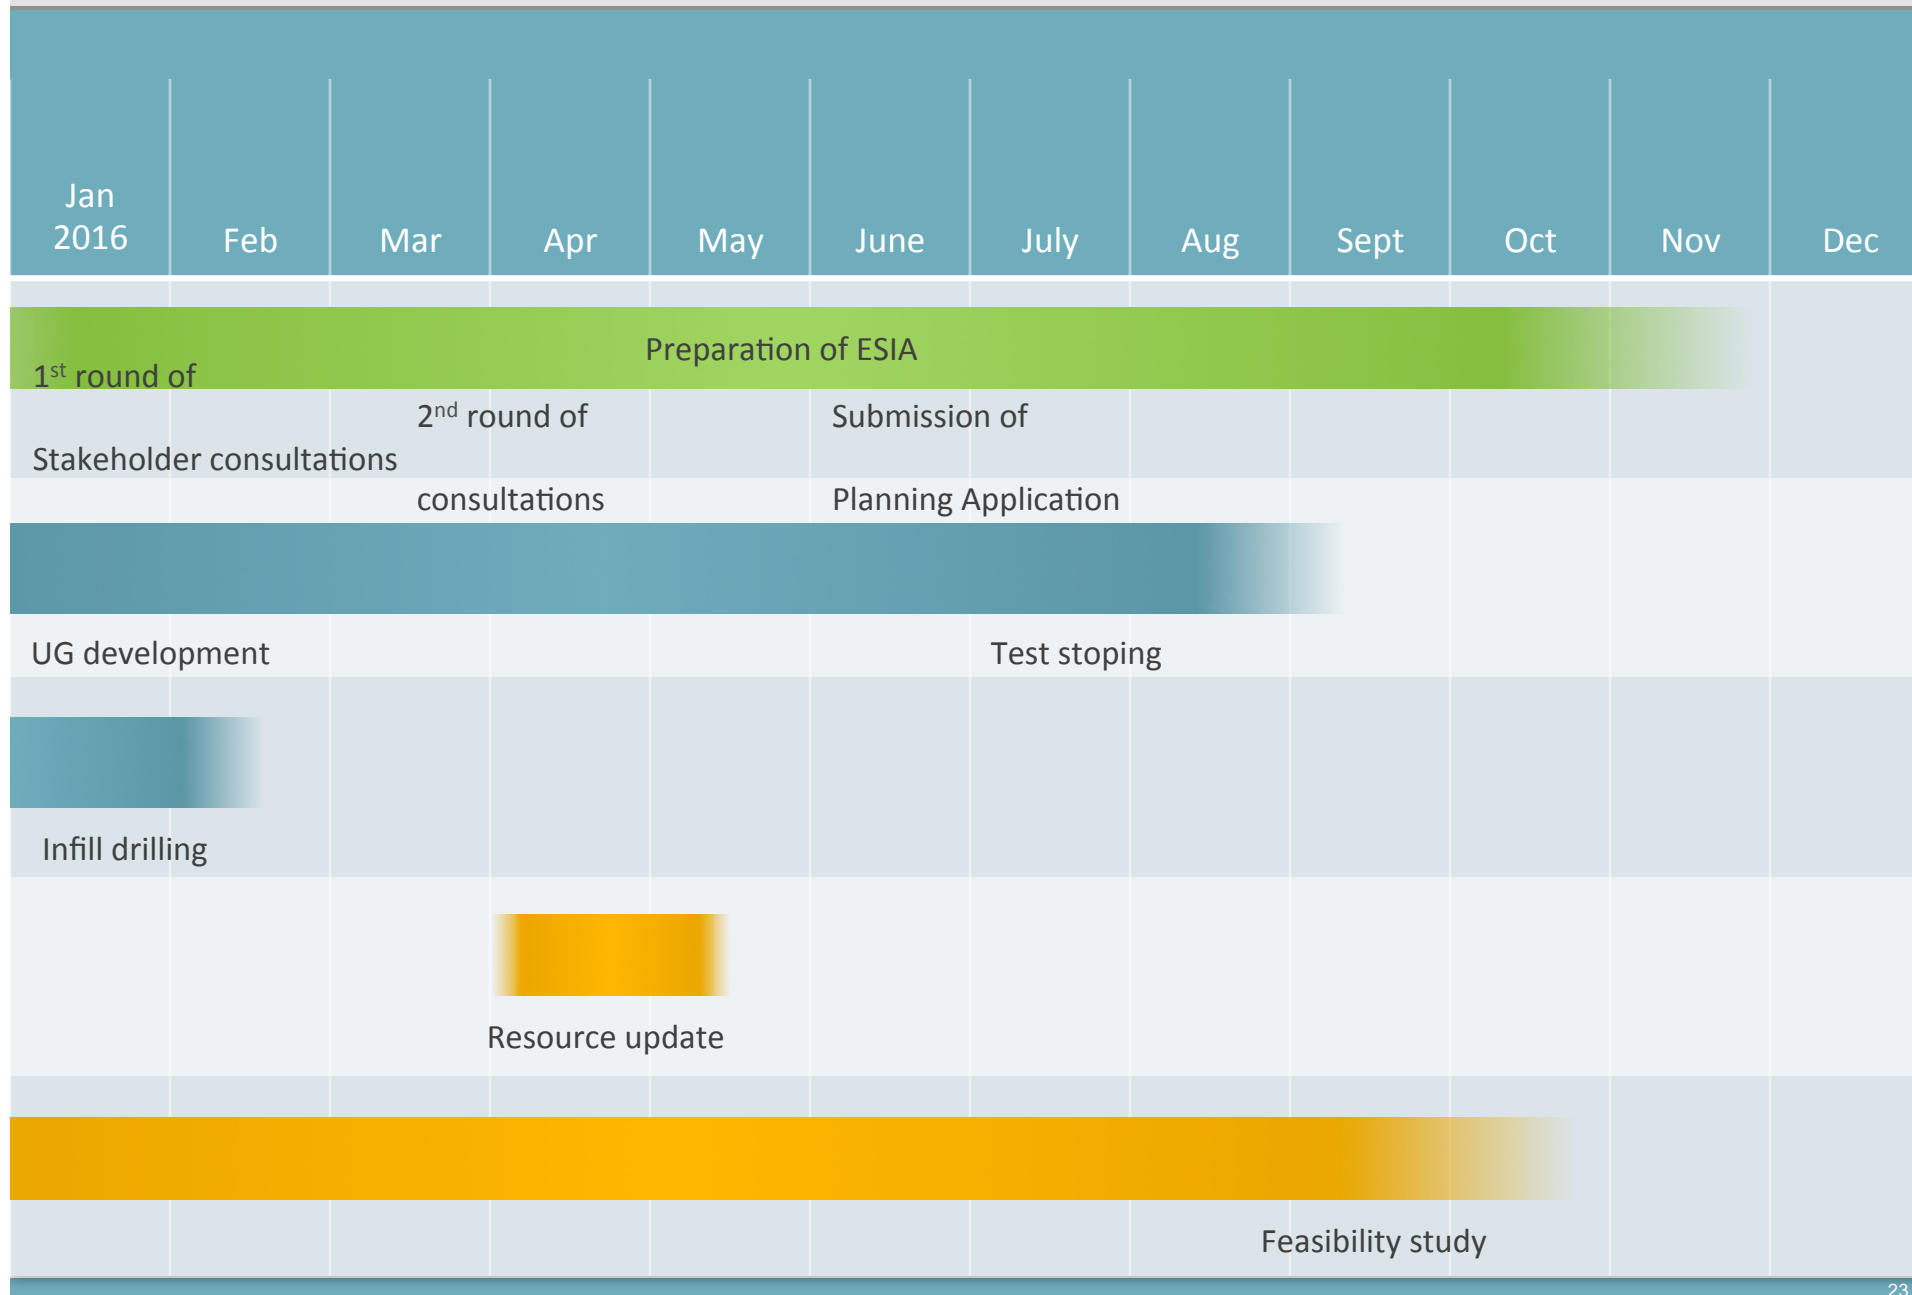 Jan
2016
Feb
Mar
Apr
May
June
July
Aug
Sept
Oct
Nov
Dec
Preparation of ESIA
1st round of
Stakeholder consultations
2nd round of
consultations
Submission of
Planning Application
UG development
Test stoping
Infill drilling
Resource update
Feasibility study
23